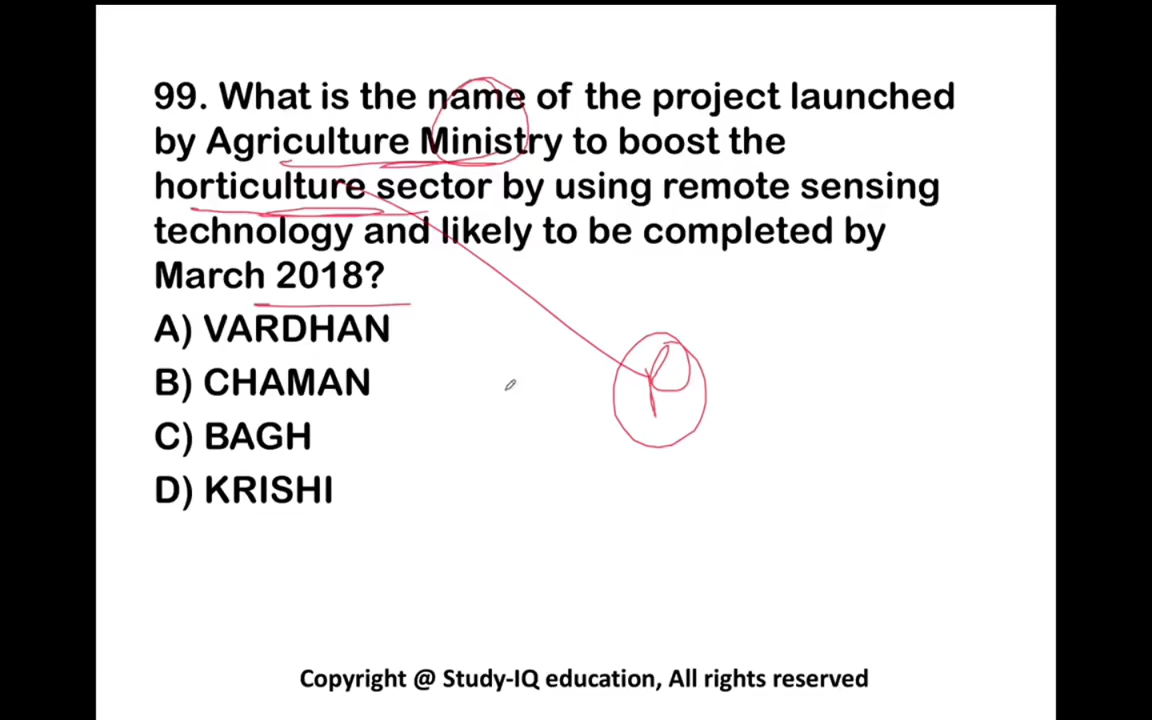 99. What is the name of the project launched
by Agriculture Ministry to boost the
horticulture sector by using remote sensing
technology and likely to be completed by
March 2018?
A) VARDHAN
B) CHAMAN
C) BAGH
D) KRISHI
P
Copyright @ Study-IQ education, All rights reserved